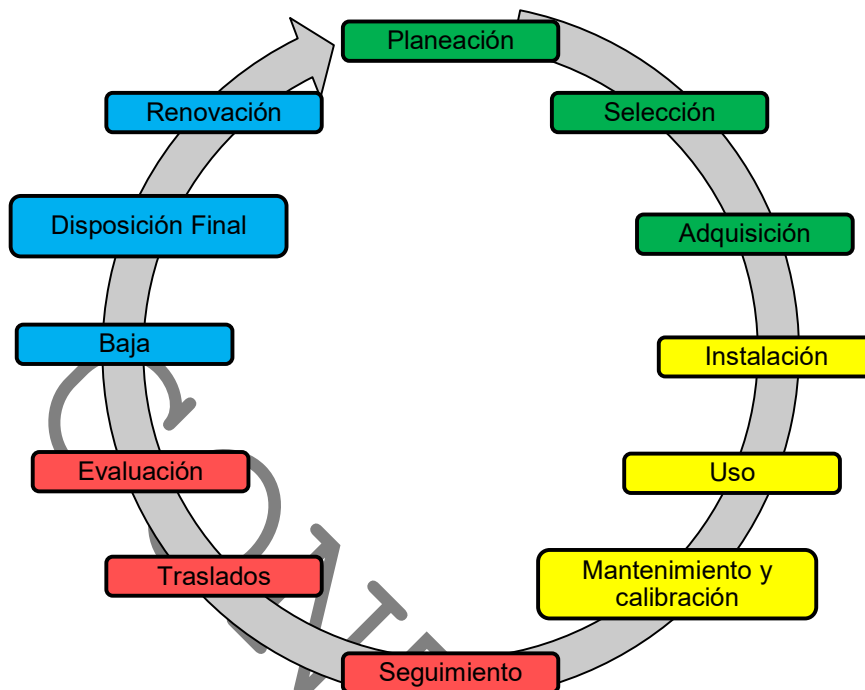 Planeación
Selección
Adquisición
Instalación
Uso
Mantenimiento y
calibración
Seguimiento
Traslados
Evaluación
Baja
Disposición Final
Renovación